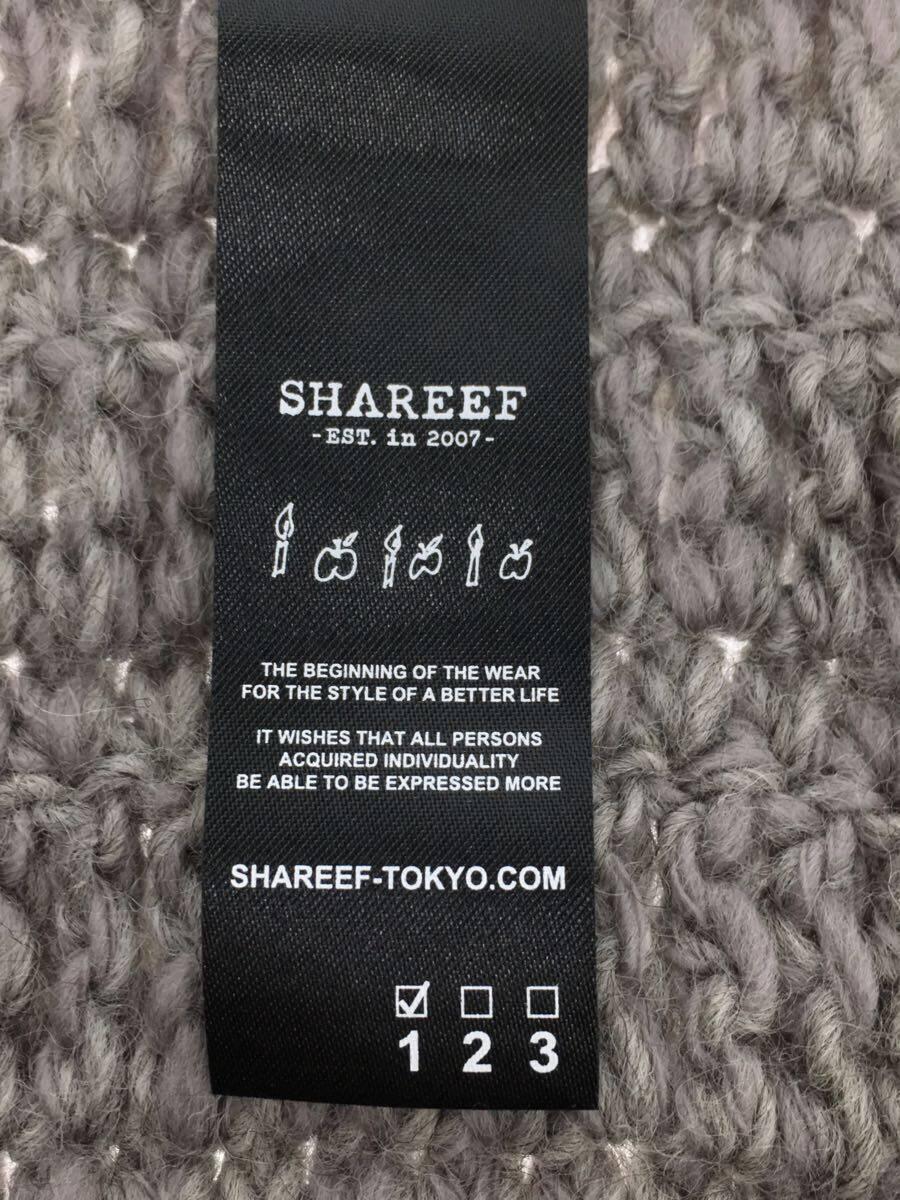 SHAREEF
-EST. in 2007-
THE BEGINNING OF THE WEAR
FOR THE STYLE OF A BETTER LIFE
IT WISHES THAT ALL PERSONS
ACQUIRED INDIVIDUALITY
BE ABLE TO BE EXPRESSED MORE
SHAREEF-TOKYO.COM
1 2 3